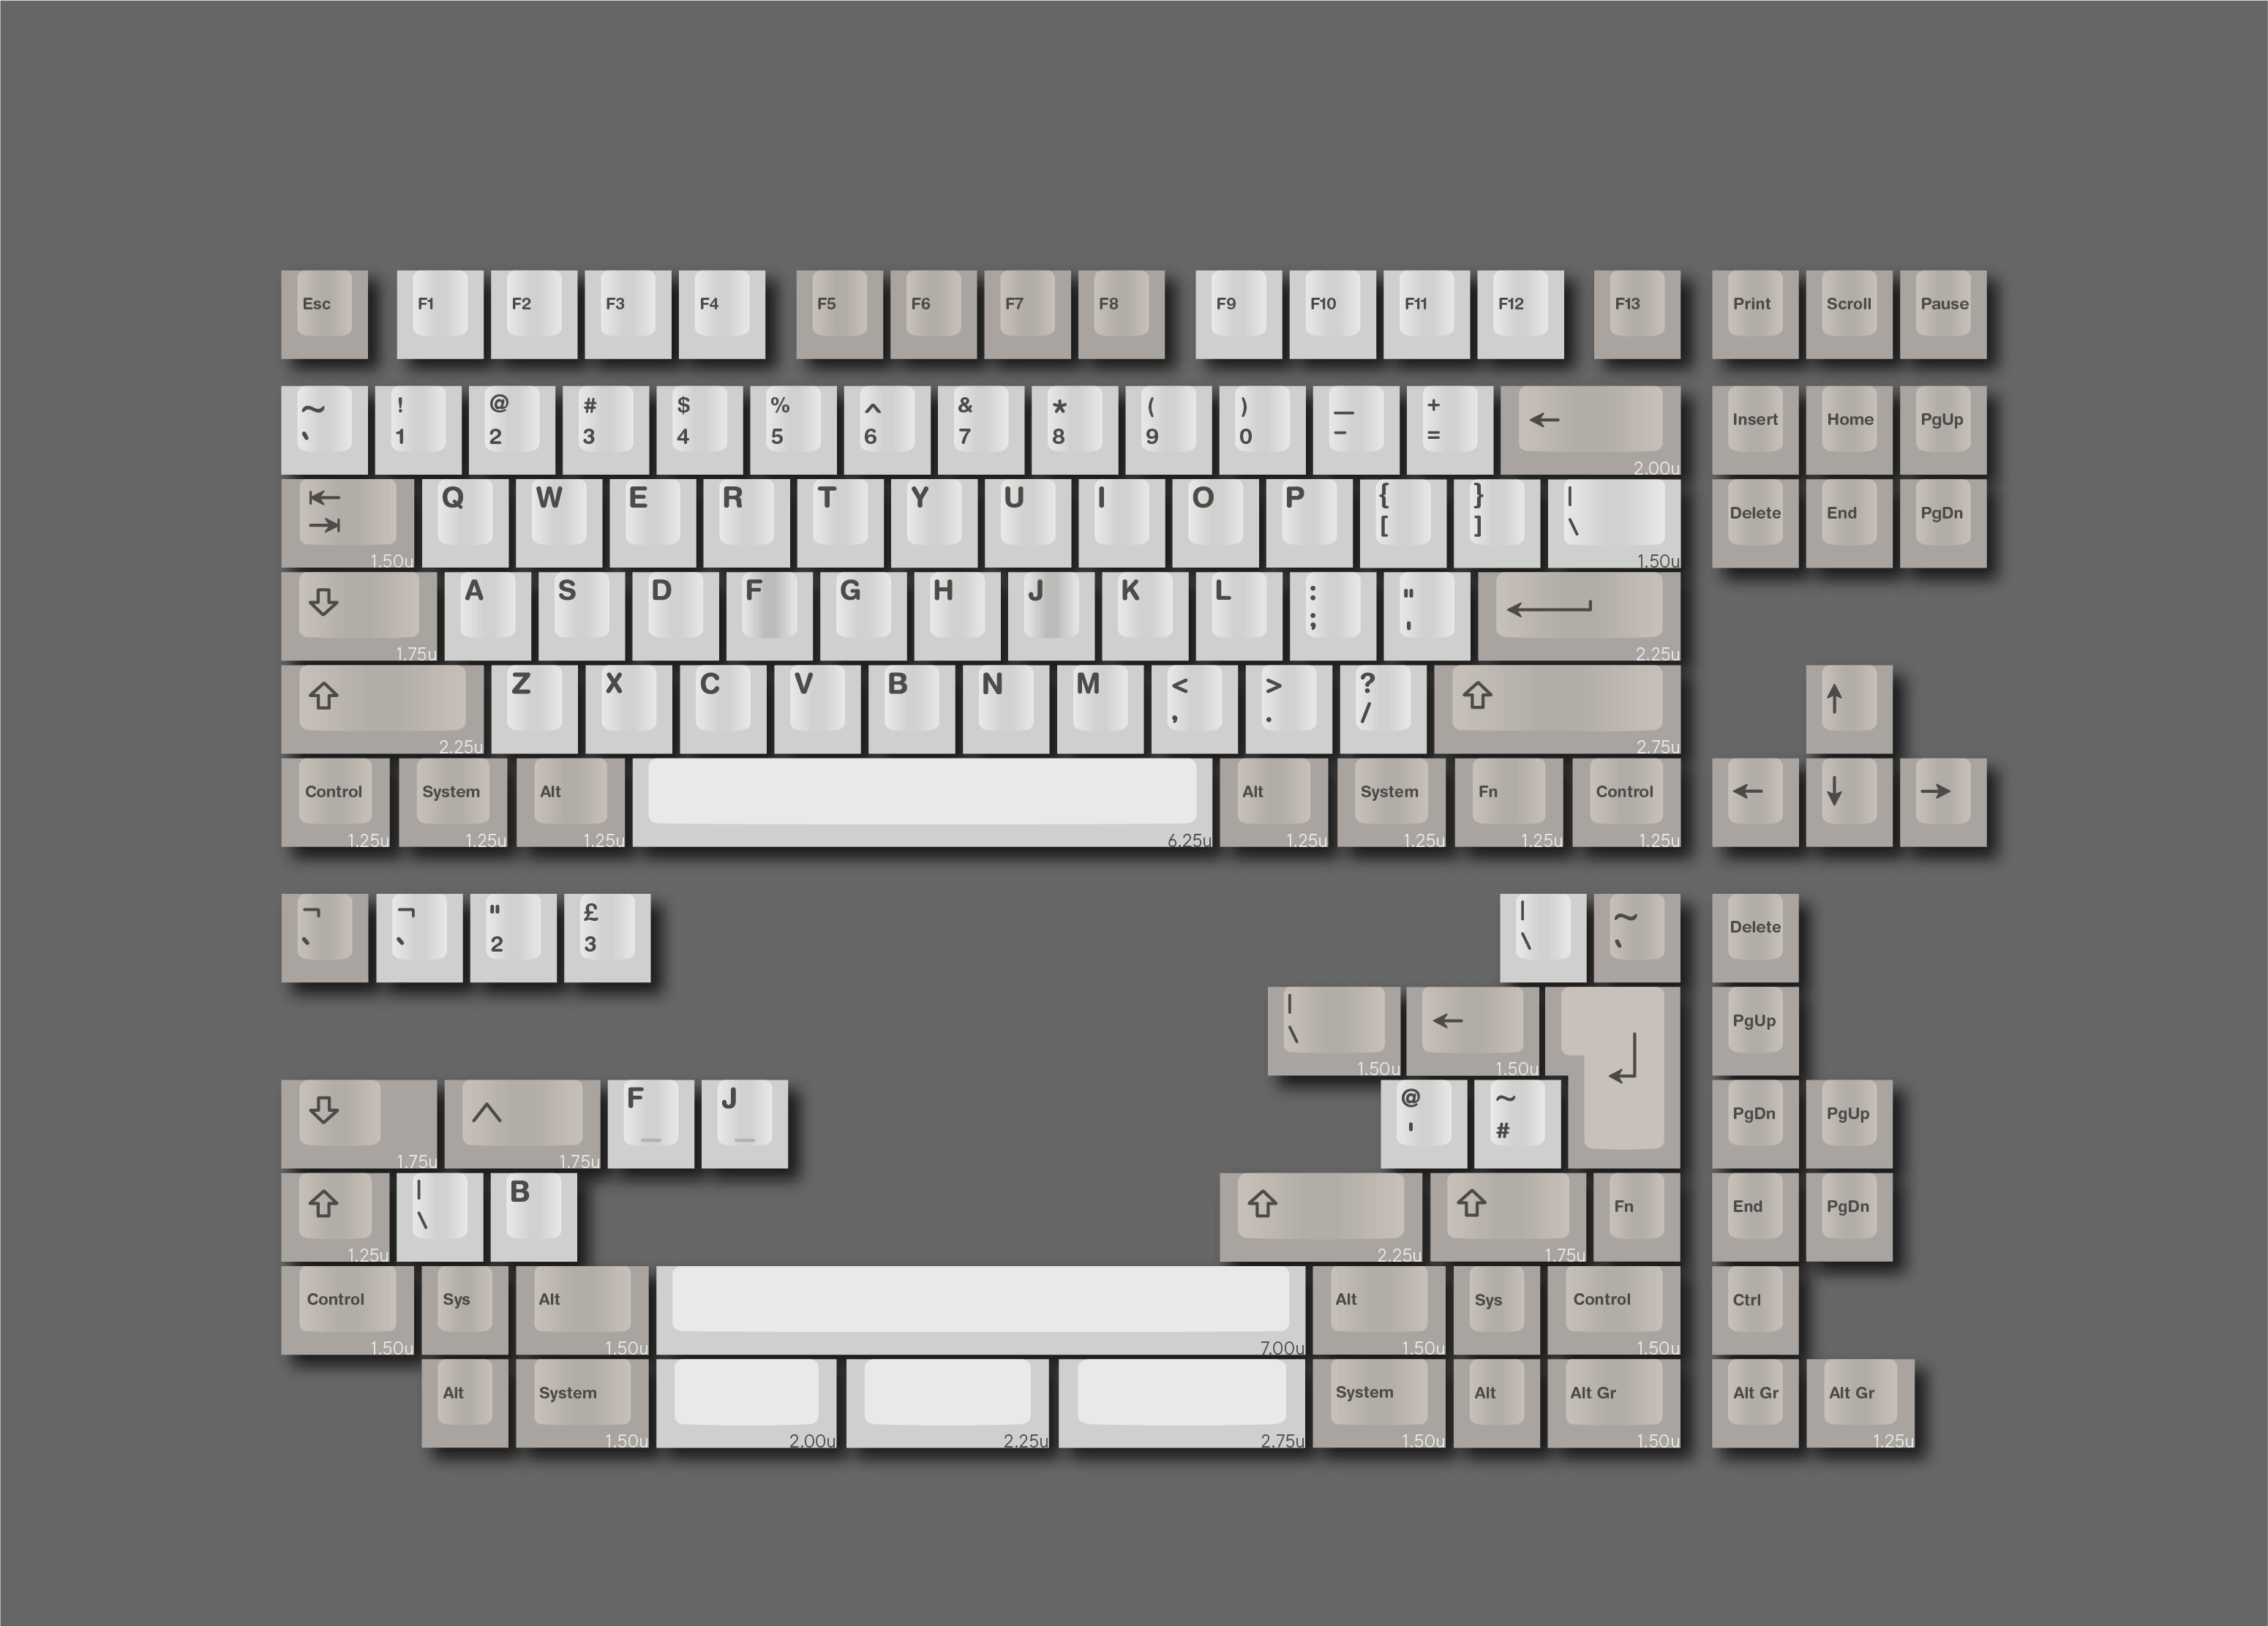 Esc F1 F2 F3 F4 F5 F6 F7 F8 F9 F10 F11 F12 F13 Print Scroll Pause
~ ! @ # $ % ^ & * ( ) — +
` 1 2 3 4 5 6 7 8 9 0 - = ← Insert Home PgUp
2.00u
⇤ Q W E R T Y U I O P { } |
⇥ [ ] \ Delete End PgDn
1.50u 1.50u
⇩ A S D F G H J K L : "
; ' ←
1.75u 2.25u
⇧ Z X C V B N M < > ? ⇧ ↑
, . /
2.25u 2.75u
Control System Alt Alt System Fn Control ← ↓ →
1.25u 1.25u 1.25u 6.25u 1.25u 1.25u 1.25u 1.25u
¬ ¬ " £ | ~
` ` 2 3 \ ` Delete
| ← ↵ PgUp
\
1.50u 1.50u
⇩ ^ F J @ ~ PgDn PgUp
' #
1.75u 1.75u
⇧ | B ⇧ ⇧ Fn End PgDn
\
1.25u 2.25u 1.75u
Control Sys Alt Alt Sys Control Ctrl
1.50u 1.50u 7.00u 1.50u 1.50u
Alt System System Alt Alt Gr Alt Gr Alt Gr
1.50u 2.00u 2.25u 2.75u 1.50u 1.50u 1.25u